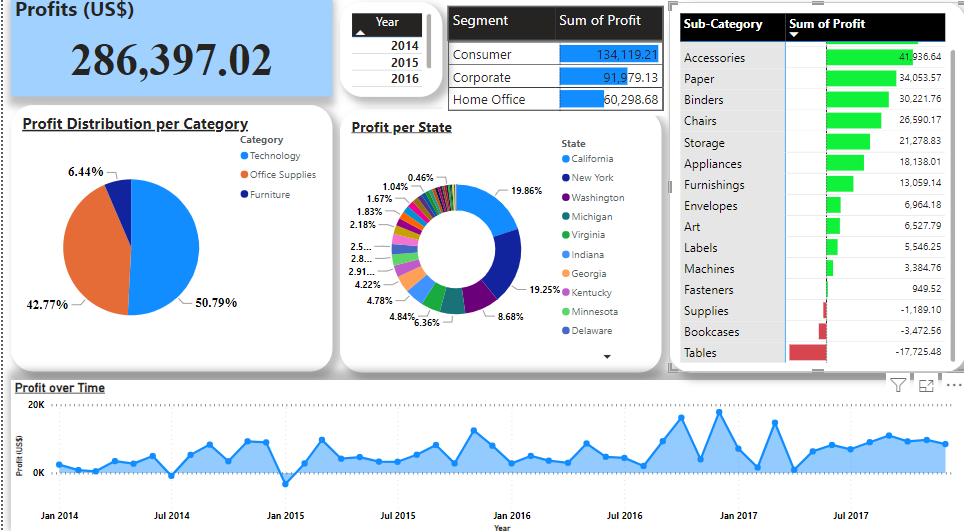 Profits (US$)
286,397.02
Year
2014
2015
2016
Segment Sum of Profit
Consumer 134,119.21
Corporate 91,979.13
Home Office 60,298.68
Sub-Category Sum of Profit
Accessories 41,936.64
Paper 34,053.57
Binders 30,221.76
Chairs 26,590.17
Storage 21,278.83
Appliances 18,138.01
Furnishings 13,059.14
Envelopes 6,964.18
Art 6,527.79
Labels 5,546.25
Machines 3,384.76
Fasteners 949.52
Supplies -1,189.10
Bookcases -3,472.56
Tables -17,725.48
Profit Distribution per Category
Category
Technology
Office Supplies
Furniture
6.44%
42.77%
50.79%
Profit per State
State
California
New York
Washington
Michigan
Virginia
Indiana
Georgia
Kentucky
Minnesota
Delaware
0.46%
1.04%
1.67%
1.83%
2.18%
2.5...
2.8...
2.91...
4.22%
4.78%
4.84%
6.36%
8.68%
19.25%
19.86%
Profit over Time
20K
0K
Profit (US$)
Jan 2014 Jul 2014 Jan 2015 Jul 2015 Jan 2016 Jul 2016 Jan 2017 Jul 2017
Year